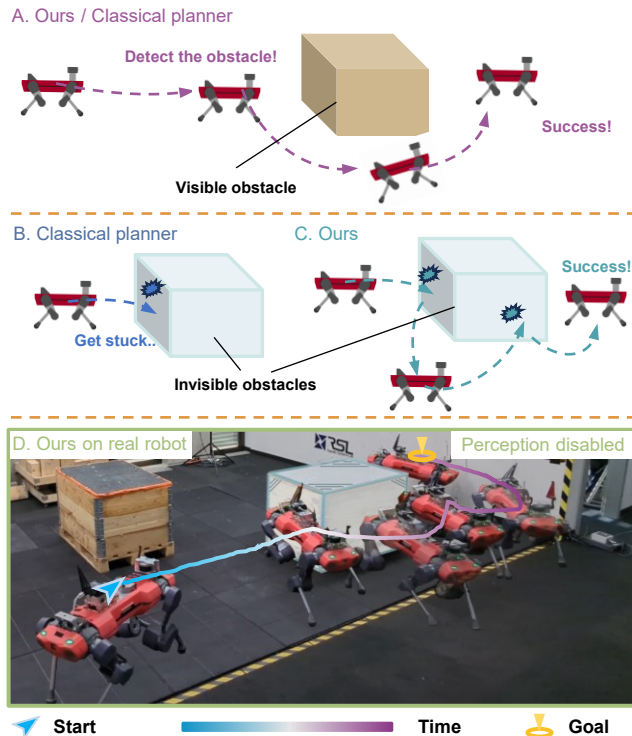 A. Ours / Classical planner
Detect the obstacle!
Success!
Visible obstacle
B. Classical planner
C. Ours
Success!
Get stuck..
Invisible obstacles
D. Ours on real robot
RSL
Perception disabled
Start
Time
Goal